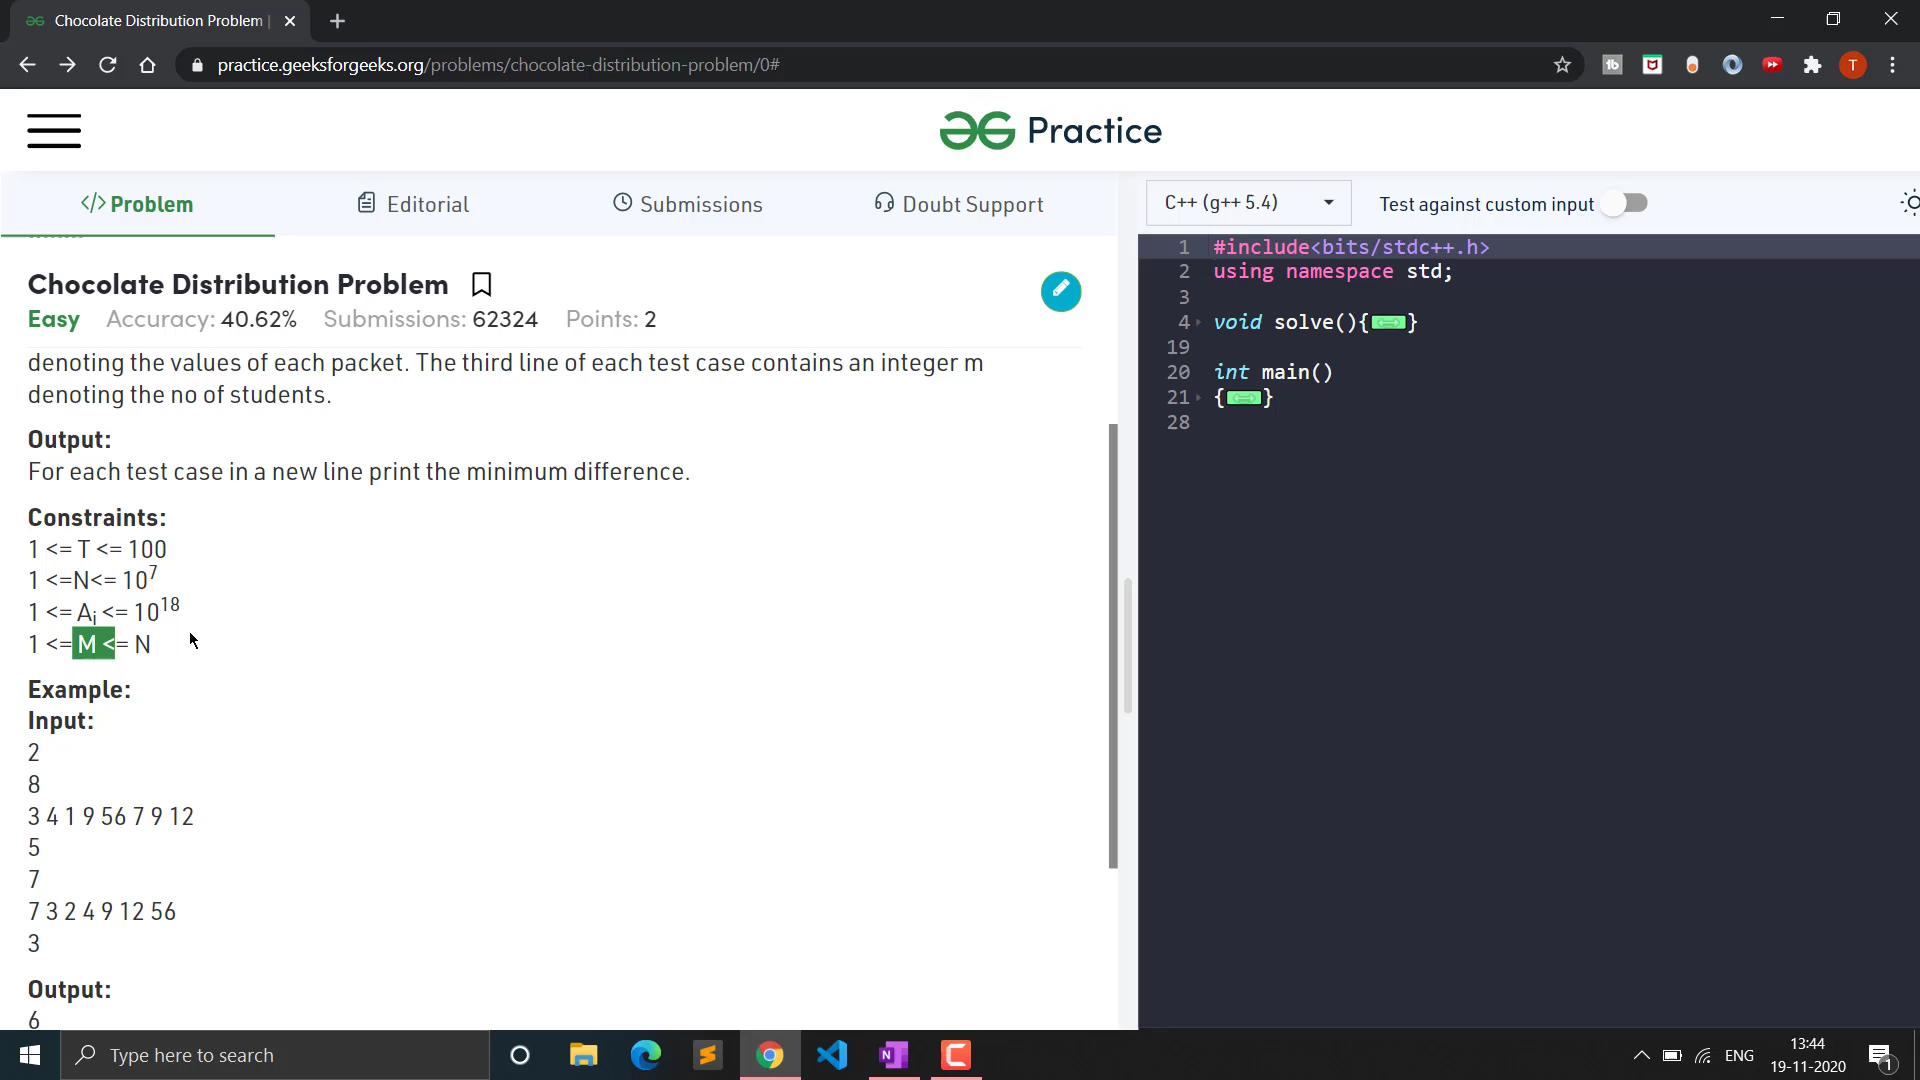 Chocolate Distribution Problem |
practice.geeksforgeeks.org/problems/chocolate-distribution-problem/0#
tb
T
Practice
</> Problem
Editorial
Submissions
Doubt Support
Chocolate Distribution Problem
Easy Accuracy: 40.62% Submissions: 62324 Points: 2
denoting the values of each packet. The third line of each test case contains an integer m
denoting the no of students.
Output:
For each test case in a new line print the minimum difference.
Constraints:
1 <= T <= 100
1 <=N<= 10⁷
1 <= Aᵢ <= 10¹⁸
1 <= M <= N
Example:
Input:
2
8
3 4 1 9 56 7 9 12
5
7
7 3 2 4 9 12 56
3
Output:
6
C++ (g++ 5.4)
Test against custom input
1 #include<bits/stdc++.h>
2 using namespace std;
3
4 void solve(){}
19
20 int main()
21 {}
28
Type here to search
N
ENG
13:44
19-11-2020
1